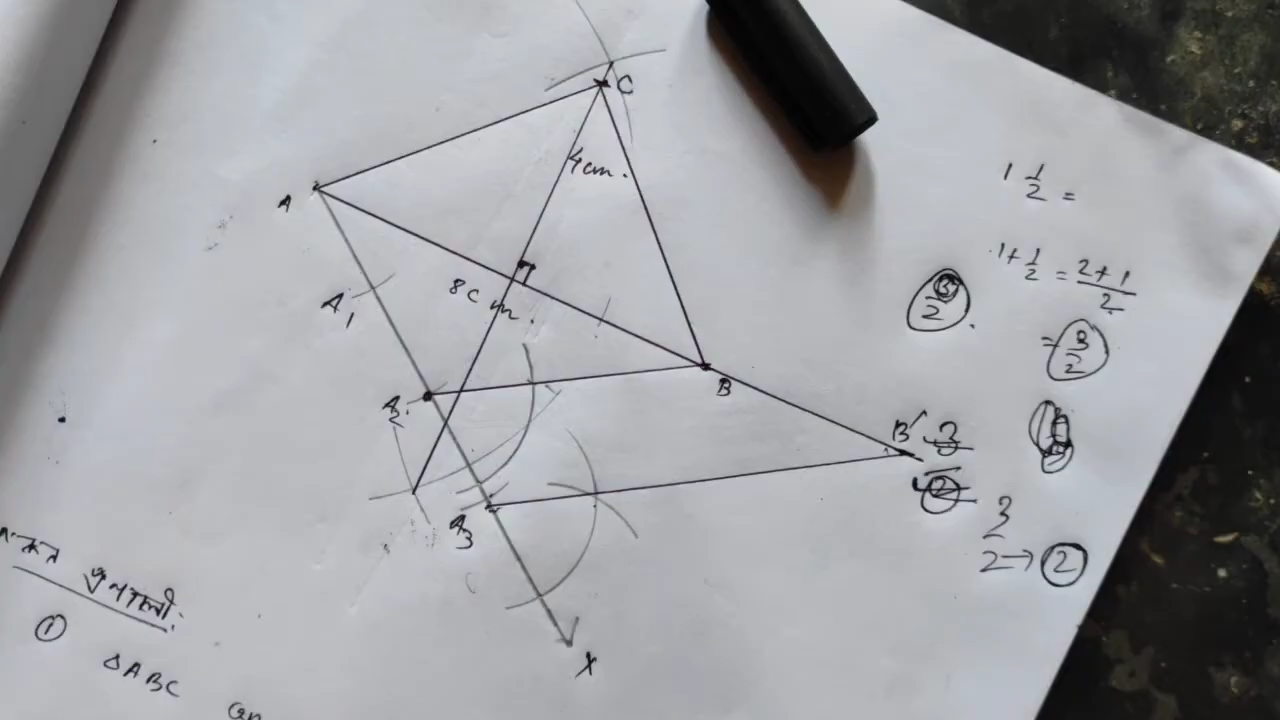 C
4cm.
A
8cm.
A₁
B
A₂
B′
A₃
X
1 1/2 =
1+1/2 = 2+1/2
= 3/2
3/2.
3
2→ 2
①
ΔABC